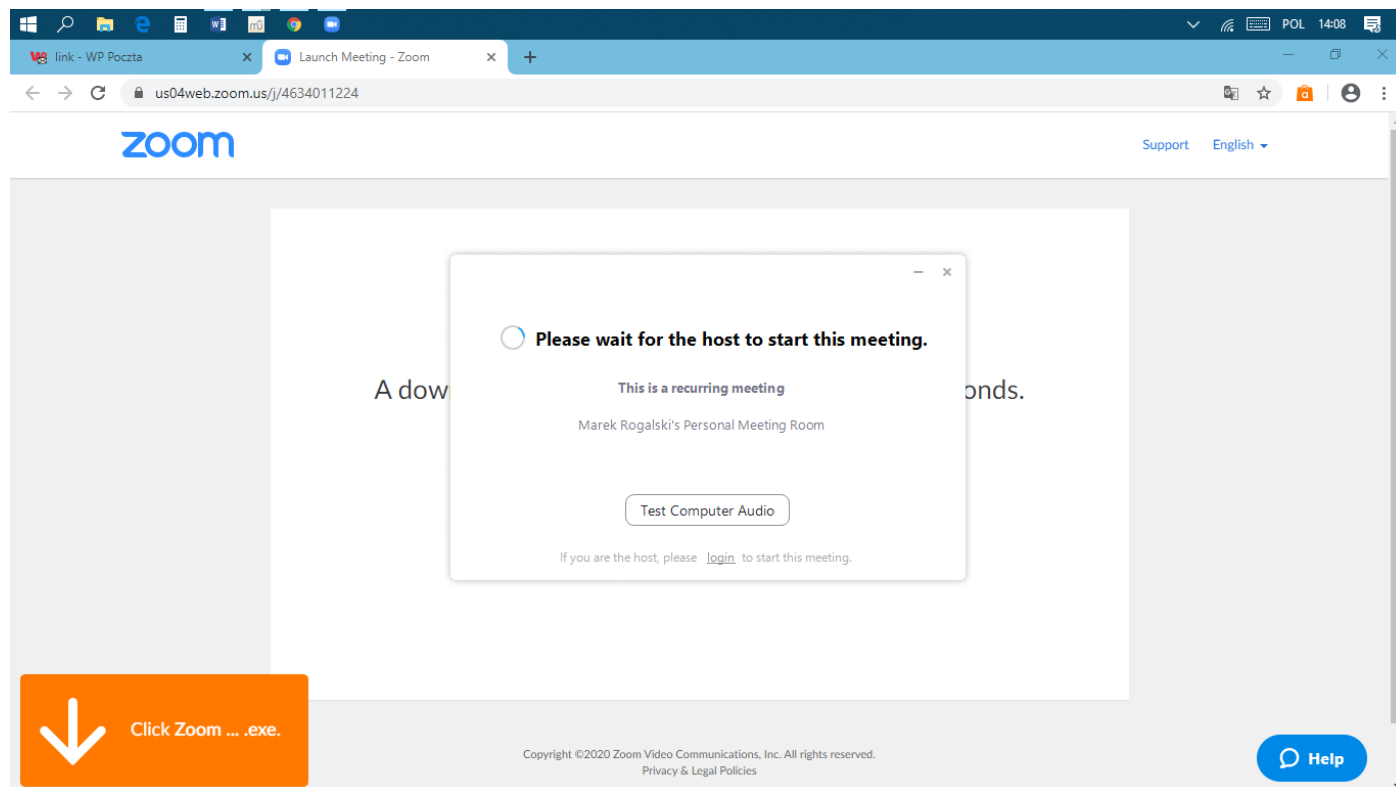 POL 14:08
link - WP Poczta
Launch Meeting - Zoom
us04web.zoom.us/j/4634011224
zoom
Support English
Please wait for the host to start this meeting.
A dow
onds.
This is a recurring meeting
Marek Rogalski's Personal Meeting Room
Test Computer Audio
If you are the host, please login to start this meeting.
Click Zoom ... .exe.
Copyright ©2020 Zoom Video Communications, Inc. All rights reserved.
Privacy & Legal Policies
Help